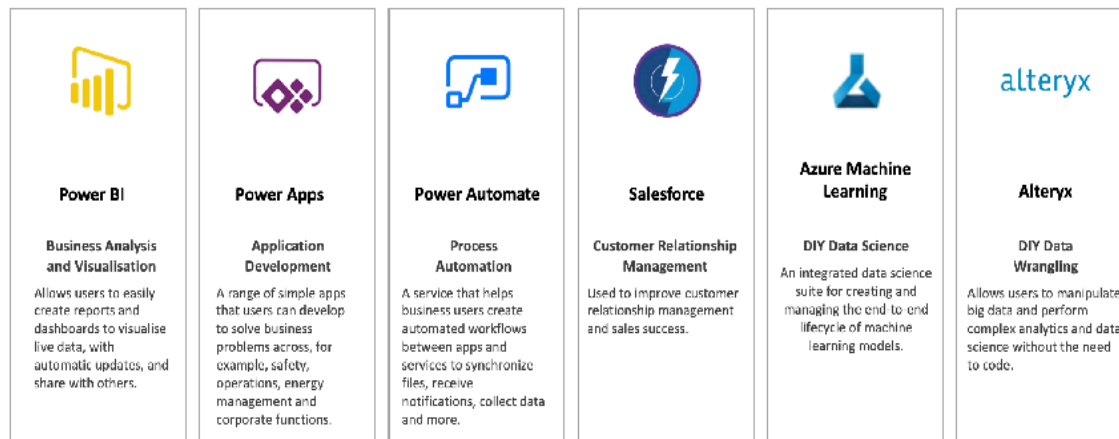 Power BI
Business Analysis
and Visualisation
Allows users to easily
create reports and
dashboards to visualise
live data, with
automatic updates, and
share with others.
Power Apps
Application
Development
A range of simple apps
that users can develop
to solve business
problems across, for
example, safety,
operations, energy
management and
corporate functions.
Power Automate
Process
Automation
A service that helps
business users create
automated workflows
between apps and
services to synchronize
files, receive
notifications, collect data
and more.
Salesforce
Customer Relationship
Management
Used to improve customer
relationship management
and sales success.
Azure Machine
Learning
DIY Data Science
An integrated data science
suite for creating and
managing the end-to-end
lifecycle of machine
learning models.
alteryx
Alteryx
DIY Data
Wrangling
Allows users to manipulate
big data and perform
complex analytics and data
science without the need
to code.